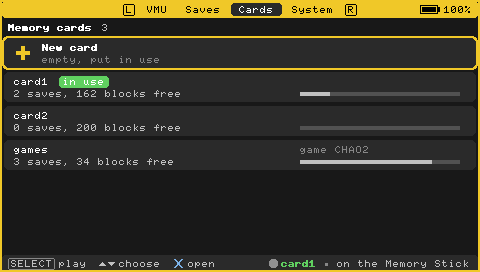 L VMU Saves Cards System R 100%
Memory cards 3
New card
empty, put in use
card1 in use
2 saves, 162 blocks free
card2
0 saves, 200 blocks free
games game CHAO2
3 saves, 34 blocks free
SELECT play ▲▼ choose X open card1 • on the Memory Stick